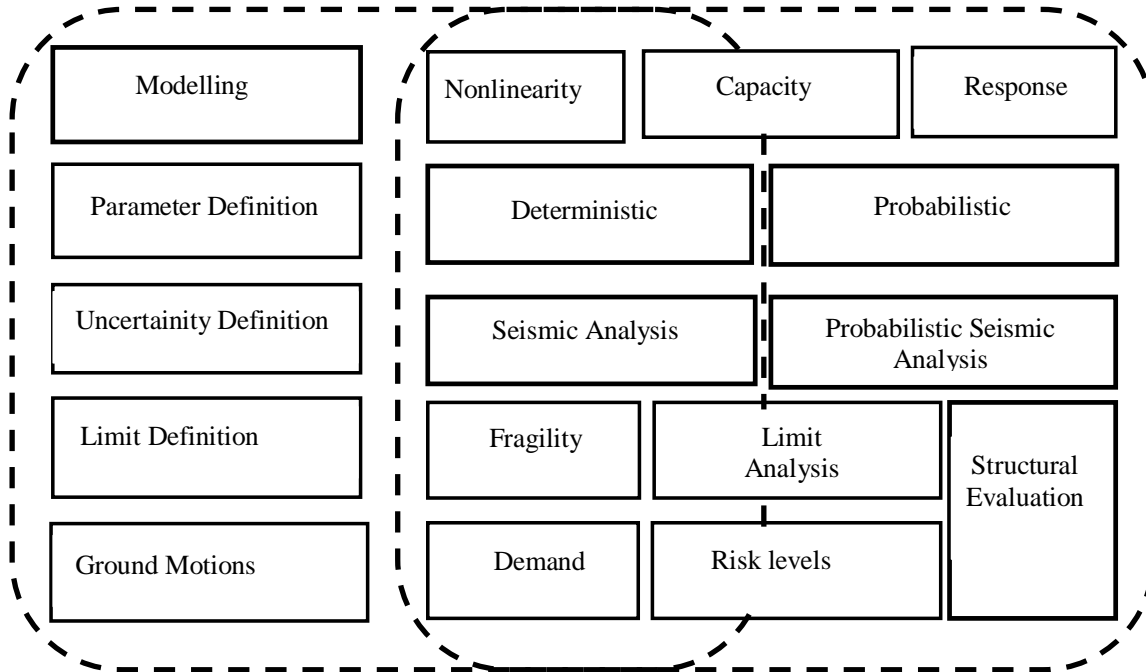 Modelling
Nonlinearity
Capacity
Response
Parameter Definition
Deterministic
Probabilistic
Uncertainity Definition
Seismic Analysis
Probabilistic Seismic
Analysis
Limit Definition
Fragility
Limit
Analysis
Structural
Evaluation
Ground Motions
Demand
Risk levels